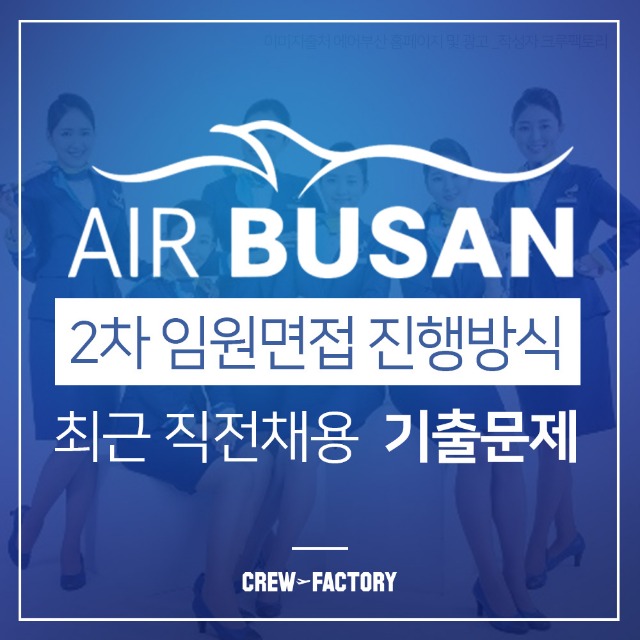 이미지출처 에어부산 홈페이지 및 광고_작성자 크루팩토리
AIR BUSAN
2차 임원면접 진행방식
최근 직전채용 기출문제
CREW FACTORY